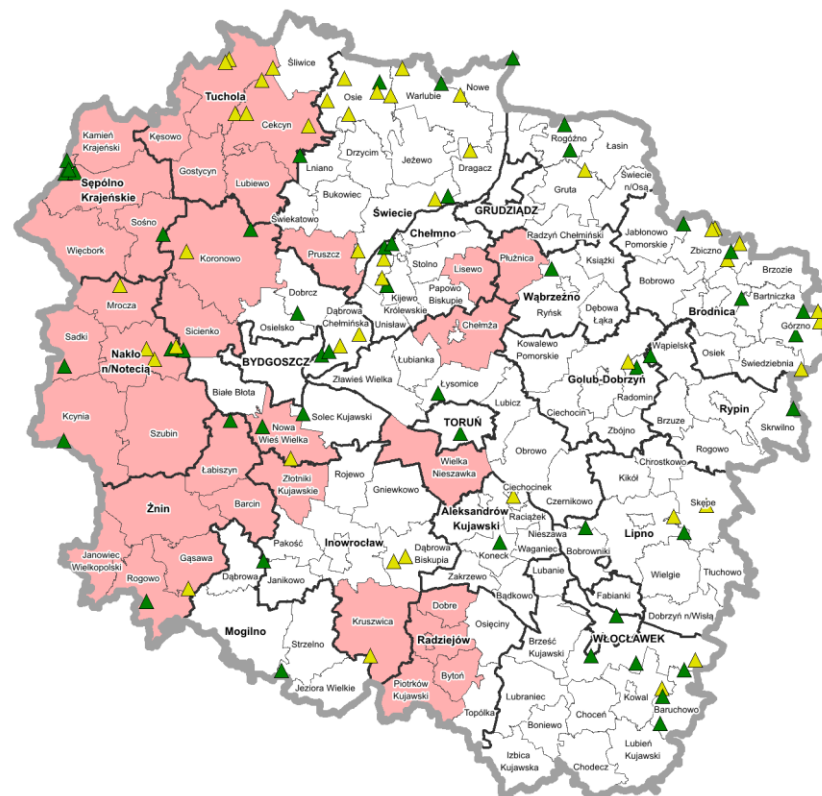 Śliwice
Tuchola
Osie
Warlubie
Nowe
Kamień
Krajeński
Kęsowo
Cekcyn
Rogóźno
Łasin
Drzycim
Jeżewo
Dragacz
Gostycyn
Lubiewo
Lniano
Gruta
Świecie
n/Osą
Sępólno
Krajeńskie
Bukowiec
Świekatowo
Świecie
GRUDZIĄDZ
Sośno
Chełmno
Radzyń Chełmiński
Jabłonowo
Pomorskie
Zbiczno
Więcbork
Koronowo
Pruszcz
Stolno
Lisewo
Płużnica
Książki
Bobrowo
Brzozie
Mrocza
Dobrcz
Kijewo
Królewskie
Papowo
Biskupie
Wąbrzeźno
Bartniczka
Dąbrowa
Chełmińska
Unisław
Ryńsk
Dębowa
Łąka
Brodnica
Górzno
Sadki
Sicienko
Osielsko
Chełmża
Nakło
n/Notecią
BYDGOSZCZ
Łubianka
Kowalewo
Pomorskie
Wąpielsk
Osiek
Świedziebnia
Zławieś Wielka
Golub-Dobrzyń
Białe Błota
Łysomice
Radomin
Kcynia
Solec Kujawski
Lubicz
Ciechocin
Rypin
Szubin
Nowa
Wieś Wielka
TORUŃ
Zbójno
Brzuze
Skrwilno
Obrowo
Rogowo
Łabiszyn
Wielka
Nieszawka
Chrostkowo
Złotniki
Kujawskie
Rojewo
Kikół
Gniewkowo
Ciechocinek
Czernikowo
Skępe
Żnin
Barcin
Aleksandrów
Kujawski
Raciążek
Nieszawa
Lipno
Pakość
Inowrocław
Waganiec
Janowiec
Wielkopolski
Gąsawa
Dąbrowa
Biskupia
Koneck
Bobrowniki
Rogowo
Dąbrowa
Janikowo
Zakrzewo
Lubanie
Wielgie
Tłuchowo
Bądkowo
Fabianki
Dobrzyń n/Wisłą
Dobre
Mogilno
Kruszwica
Osięciny
Strzelno
Radziejów
Brześć
Kujawski
WŁOCŁAWEK
Bytoń
Jeziora Wielkie
Piotrków
Kujawski
Lubraniec
Kowal
Baruchowo
Topólka
Boniewo
Choceń
Izbica
Kujawska
Lubień
Kujawski
Chodecz